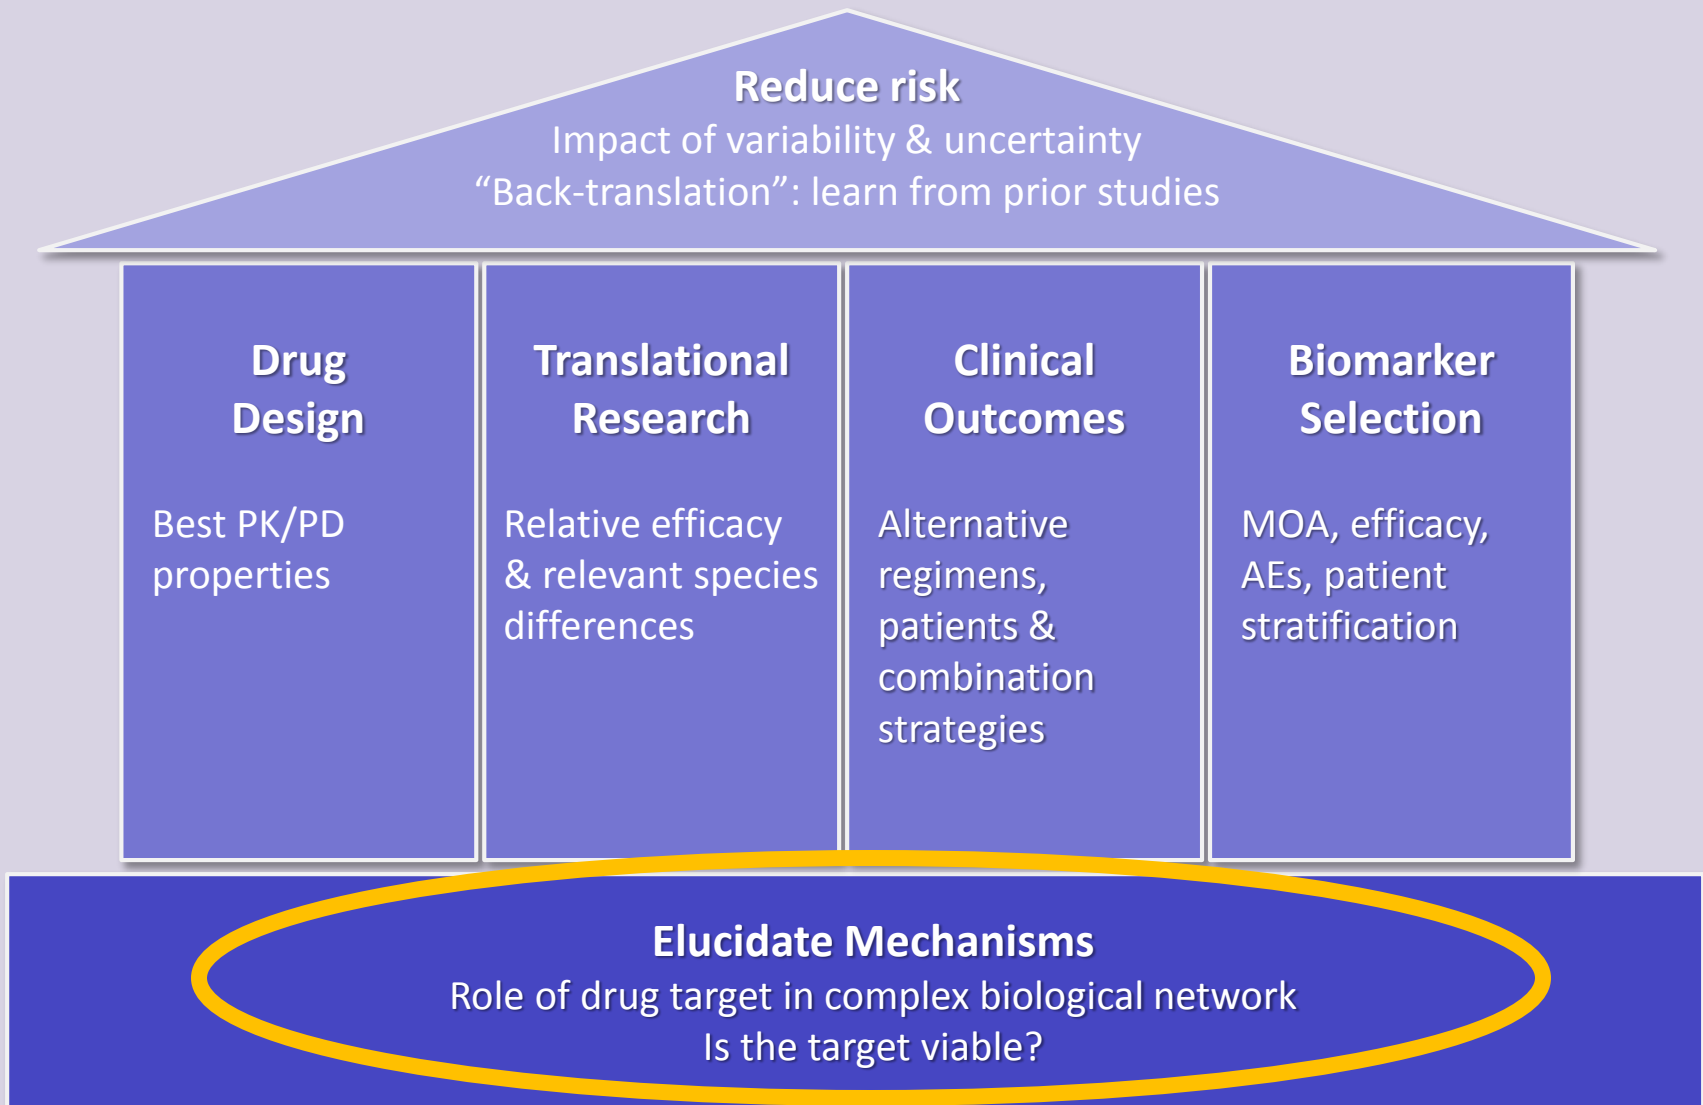 Reduce risk
Impact of variability & uncertainty
“Back-translation”: learn from prior studies
Drug
Design
Best PK/PD
properties
Translational
Research
Relative efficacy
& relevant species
differences
Clinical
Outcomes
Alternative
regimens,
patients &
combination
strategies
Biomarker
Selection
MOA, efficacy,
AEs, patient
stratification
Elucidate Mechanisms
Role of drug target in complex biological network
Is the target viable?